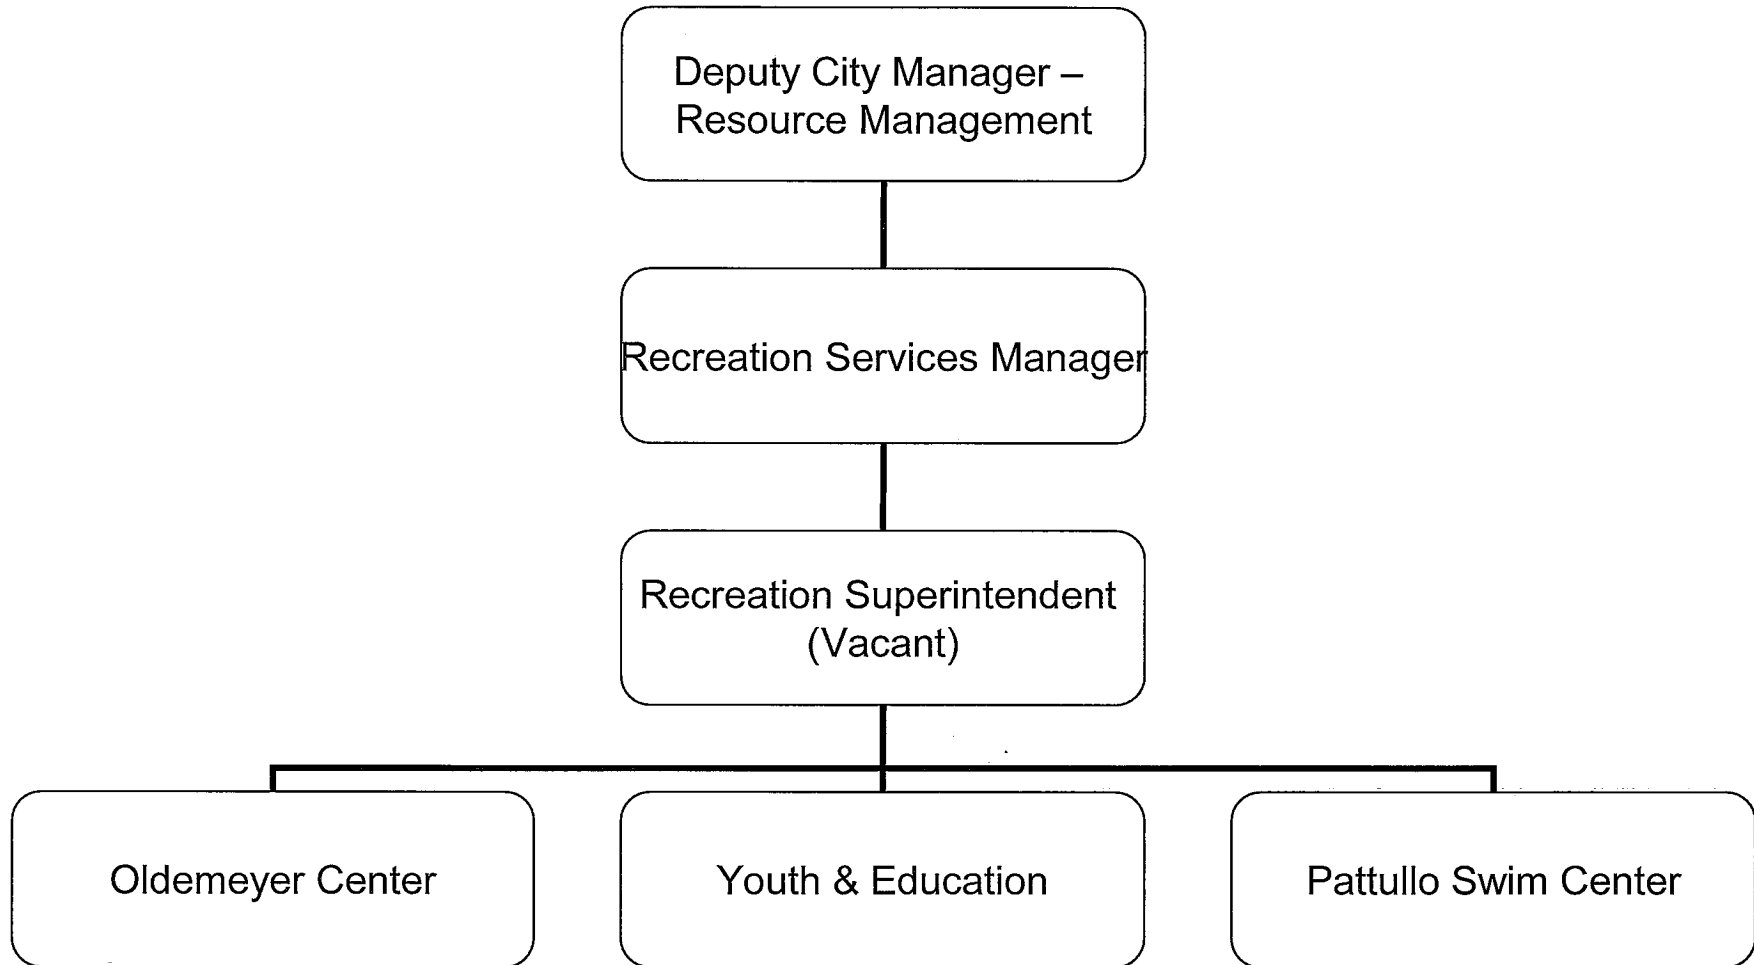 Deputy City Manager –
Resource Management
Recreation Services Manager
Recreation Superintendent
(Vacant)
Oldemeyer Center
Youth & Education
Pattullo Swim Center